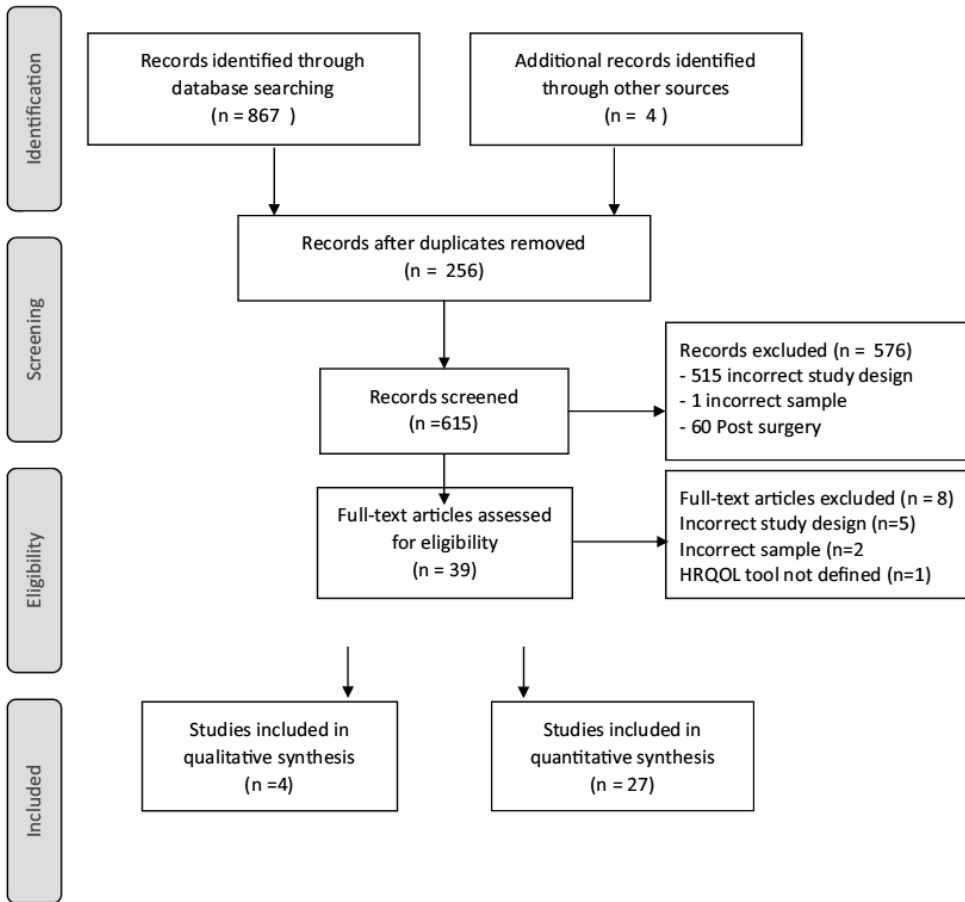 Identification
Records identified through
database searching
(n = 867 )
Additional records identified
through other sources
(n = 4 )
Screening
Records after duplicates removed
(n = 256)
Records screened
(n =615)
Records excluded (n = 576)
- 515 incorrect study design
- 1 incorrect sample
- 60 Post surgery
Eligibility
Full-text articles assessed
for eligibility
(n = 39)
Full-text articles excluded (n = 8)
Incorrect study design (n=5)
Incorrect sample (n=2
HRQOL tool not defined (n=1)
Included
Studies included in
qualitative synthesis
(n =4)
Studies included in
quantitative synthesis
(n = 27)